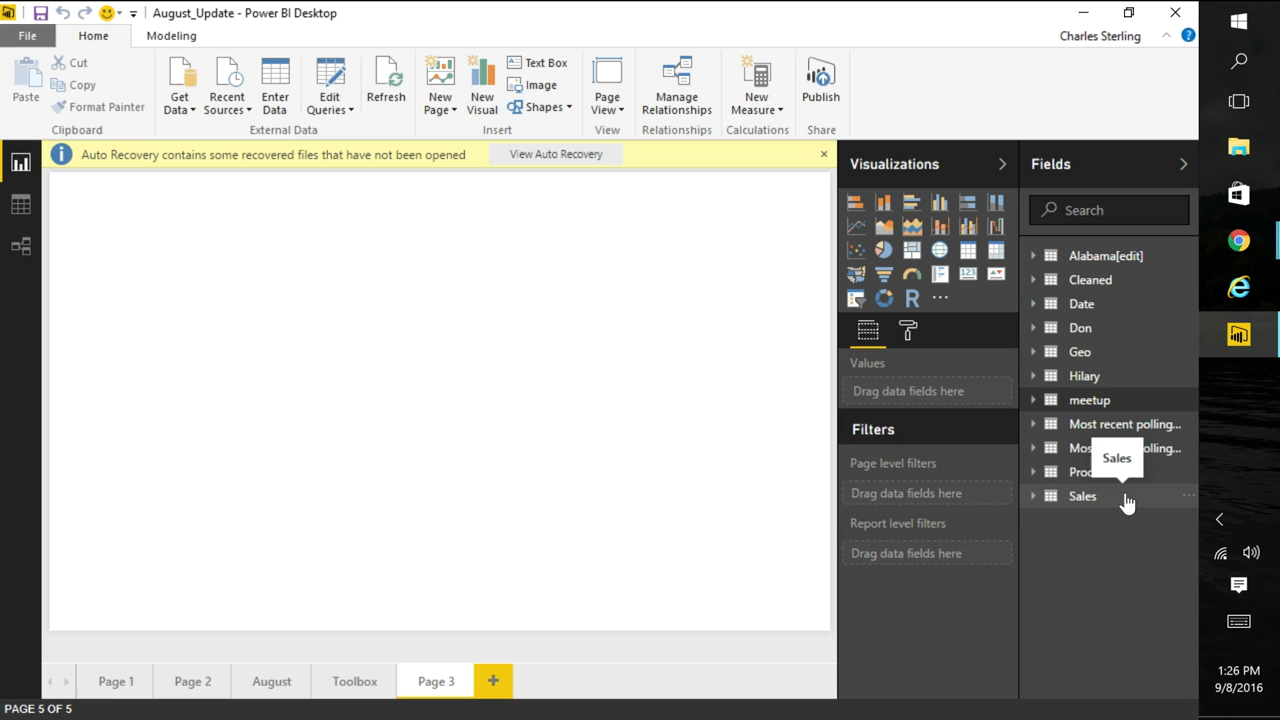 August_Update - Power BI Desktop
File
Home
Modeling
Charles Sterling
Paste
Cut
Copy
Format Painter
Clipboard
Get Data
Recent Sources
Enter Data
Edit Queries
Refresh
External Data
New Page
New Visual
Text Box
Image
Shapes
Insert
Page View
View
Manage Relationships
Relationships
New Measure
Calculations
Publish
Share
Auto Recovery contains some recovered files that have not been opened
View Auto Recovery
Visualizations
Values
Drag data fields here
Filters
Page level filters
Drag data fields here
Report level filters
Drag data fields here
Fields
Search
Alabama[edit]
Cleaned
Date
Don
Geo
Hilary
meetup
Most recent polling...
Sales
Sales
Page 1
Page 2
August
Toolbox
Page 3
PAGE 5 OF 5
1:26 PM
9/8/2016